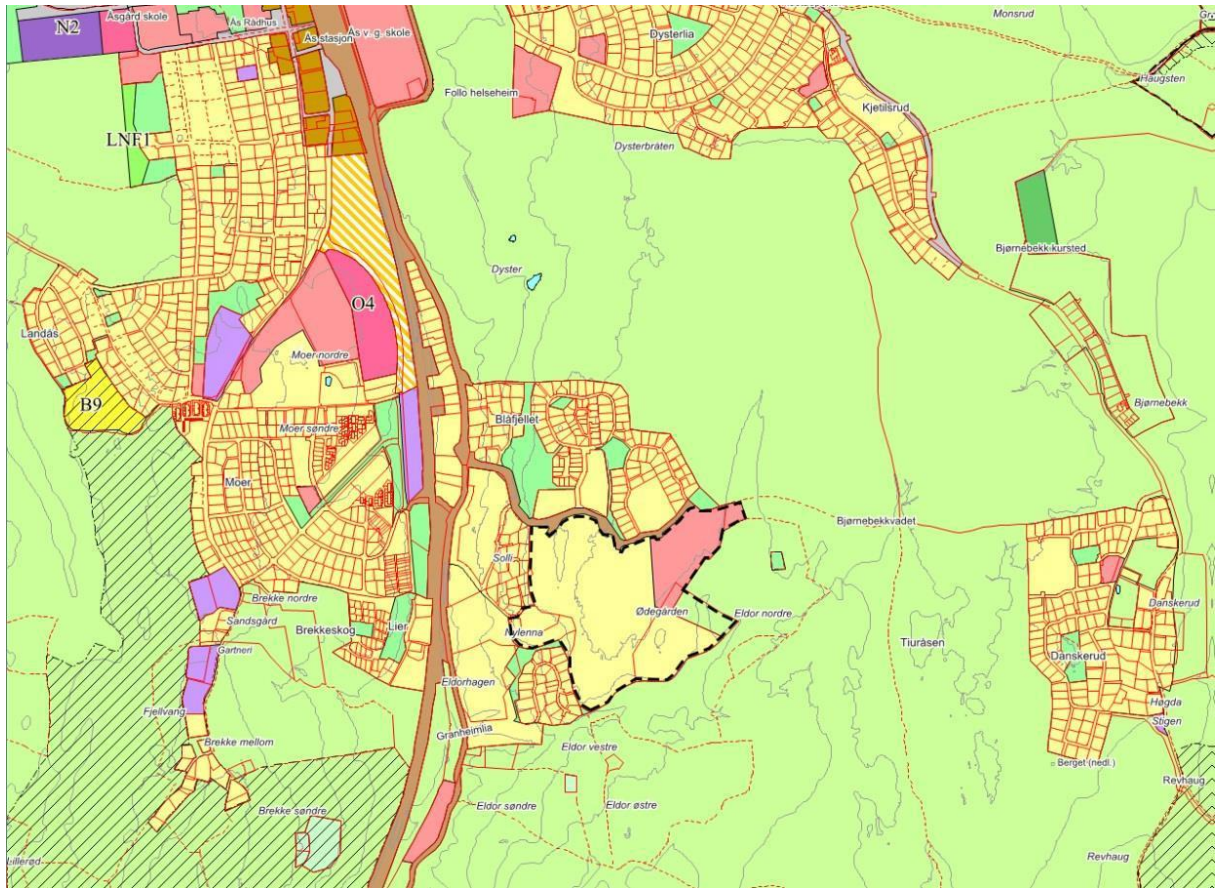 N2
Åsgård skole
Ås Rådhus
Ås stasjon
Ås v. g. skole
Dysterlia
Monsrud
Haugsten
Follo helseheim
Kjetilsrud
LNF1
Dysterbråten
Bjørnebekk kursted
Dyster
O4
Landås
Moer nordre
B9
Bjørnebekk
Blåfjellet
Moer søndre
Moer
Bjørnebekkvadet
Solli
Brekke nordre
Sandsgård
Ødegården
Eldor nordre
Danskerud
Brekkeskog
Lier
Nylenna
Tiuråsen
Gartneri
Danskerud
Eldorhagen
Fjellvang
Høgda
Stigen
Granheimlia
Brekke mellom
Eldor vestre
Berget (nedl.)
Revhaug
Brekke søndre
Eldor søndre
Eldor østre
Lillerød
Revhaug